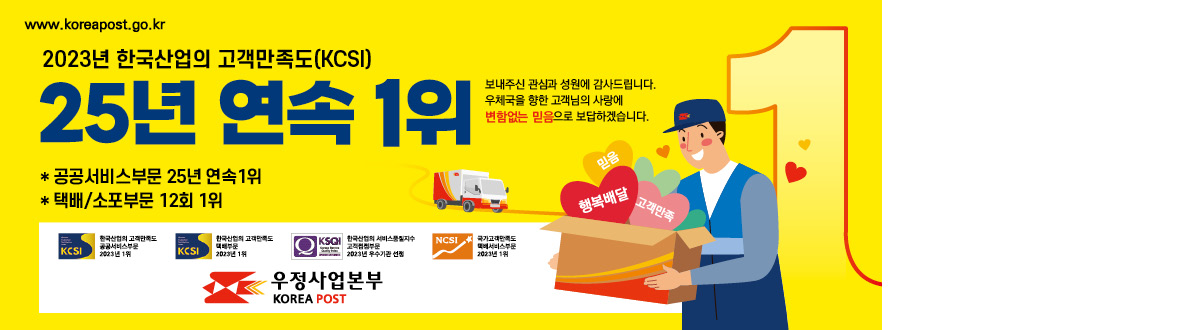 www.koreapost.go.kr
2023년 한국산업의 고객만족도(KCSI)
25년 연속 1위
보내주신 관심과 성원에 감사드립니다.
우체국을 향한 고객님의 사랑에
변함없는 믿음으로 보답하겠습니다.
1
* 공공서비스부문 25년 연속1위
* 택배/소포부문 12회 1위
믿음
행복배달
고객만족
KCSI
한국산업의 고객만족도
공공서비스부문
2023년 1위
KCSI
한국산업의 고객만족도
택배부문
2023년 1위
KSQI
한국산업의 서비스품질지수
고객접점부문
2023년 우수기관 선정
NCSI
국가고객만족도
택배서비스부문
2023년 1위
우정사업본부
KOREA POST